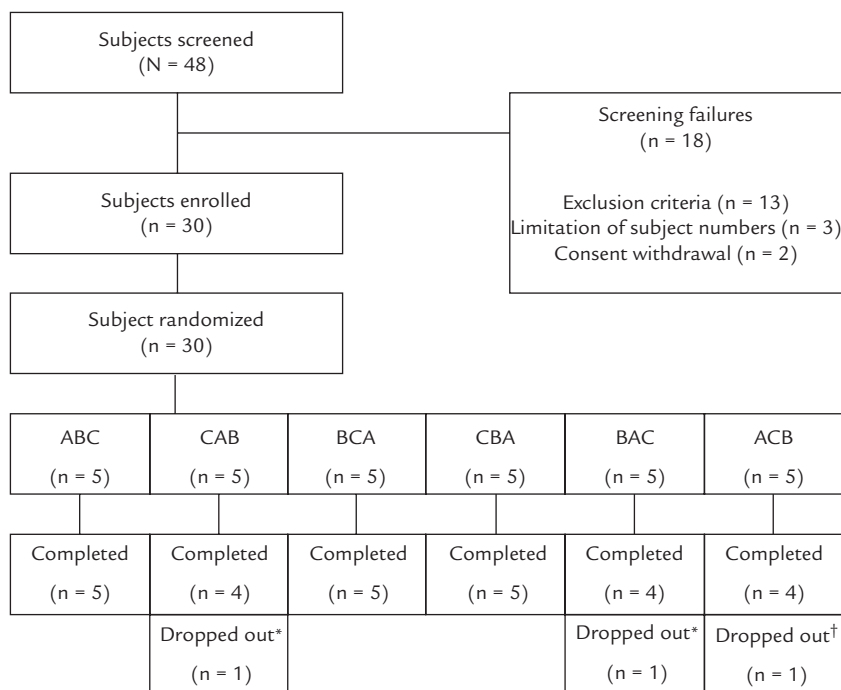 Subjects screened
(N = 48)
Screening failures
(n = 18)
Exclusion criteria (n = 13)
Limitation of subject numbers (n = 3)
Consent withdrawal (n = 2)
Subjects enrolled
(n = 30)
Subject randomized
(n = 30)
ABC CAB BCA CBA BAC ACB
(n = 5) (n = 5) (n = 5) (n = 5) (n = 5) (n = 5)
Completed Completed Completed Completed Completed Completed
(n = 5) (n = 4) (n = 5) (n = 5) (n = 4) (n = 4)
Dropped out* Dropped out* Dropped out†
(n = 1) (n = 1) (n = 1)